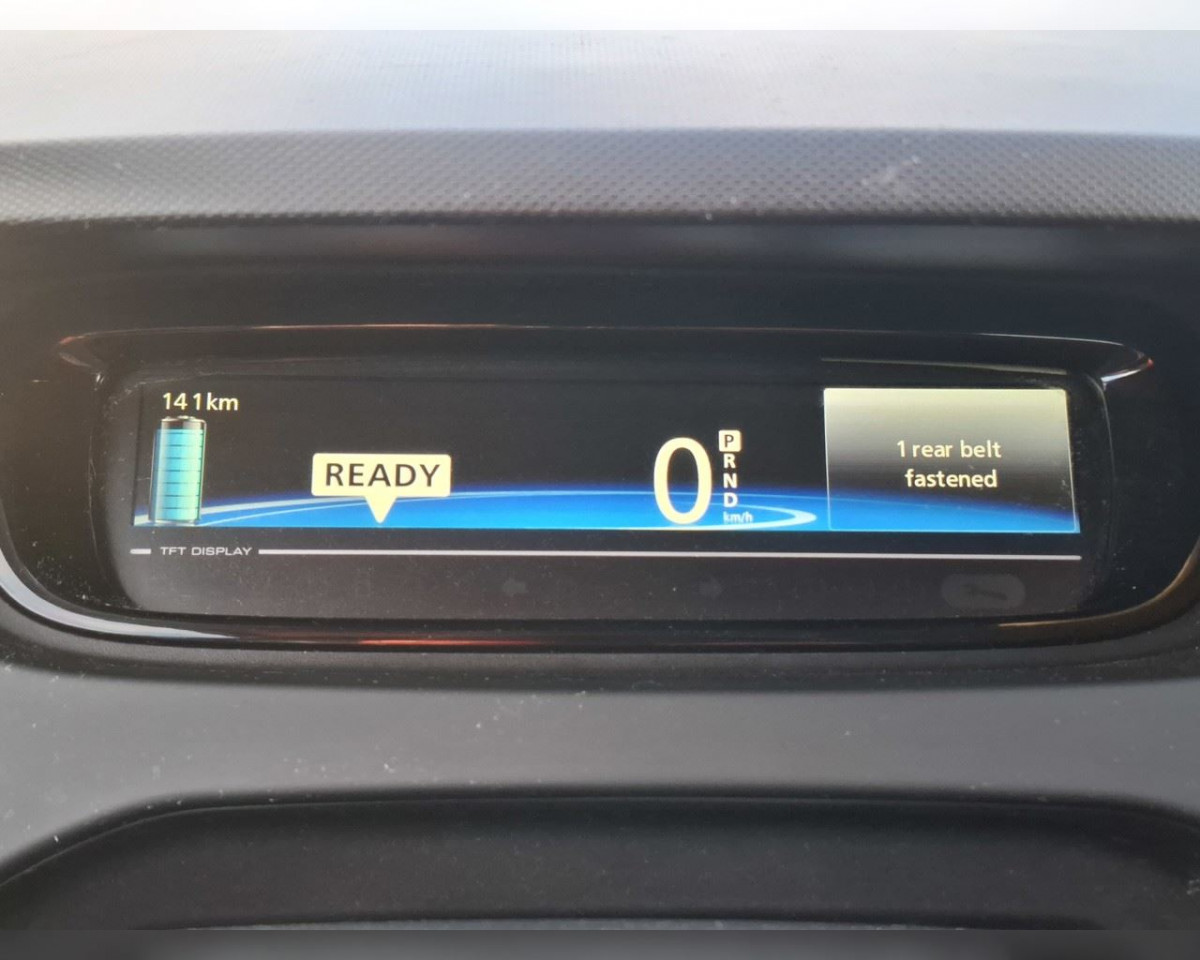 141km
READY
0
P
R
N
D
km/h
1 rear belt
fastened
TFT DISPLAY